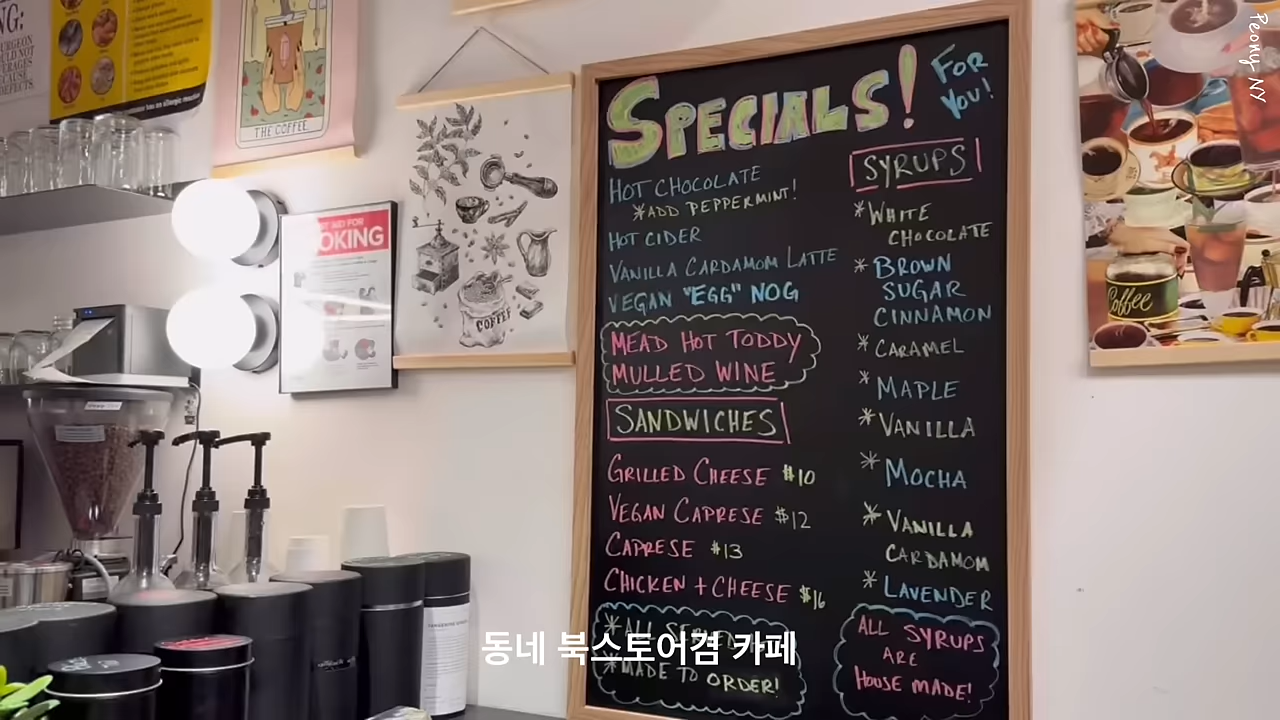 THE COFFEE
COFFEE
SPECIALS!
FOR
YOU!
HOT CHOCOLATE
*ADD PEPPERMINT!
HOT CIDER
VANILLA CARDAMOM LATTE
VEGAN "EGG" NOG
MEAD HOT TODDY
MULLED WINE
SANDWICHES
GRILLED CHEESE $10
VEGAN CAPRESE $12
CAPRESE $13
CHICKEN + CHEESE $16
*ALL
*MADE TO ORDER!
SYRUPS
*WHITE
CHOCOLATE
*BROWN
SUGAR
CINNAMON
*CARAMEL
*MAPLE
*VANILLA
*MOCHA
*VANILLA
CARDAMOM
*LAVENDER
ALL SYRUPS
ARE
HOUSE MADE!
Coffee
Peony NY
동네 북스토어겸 카페